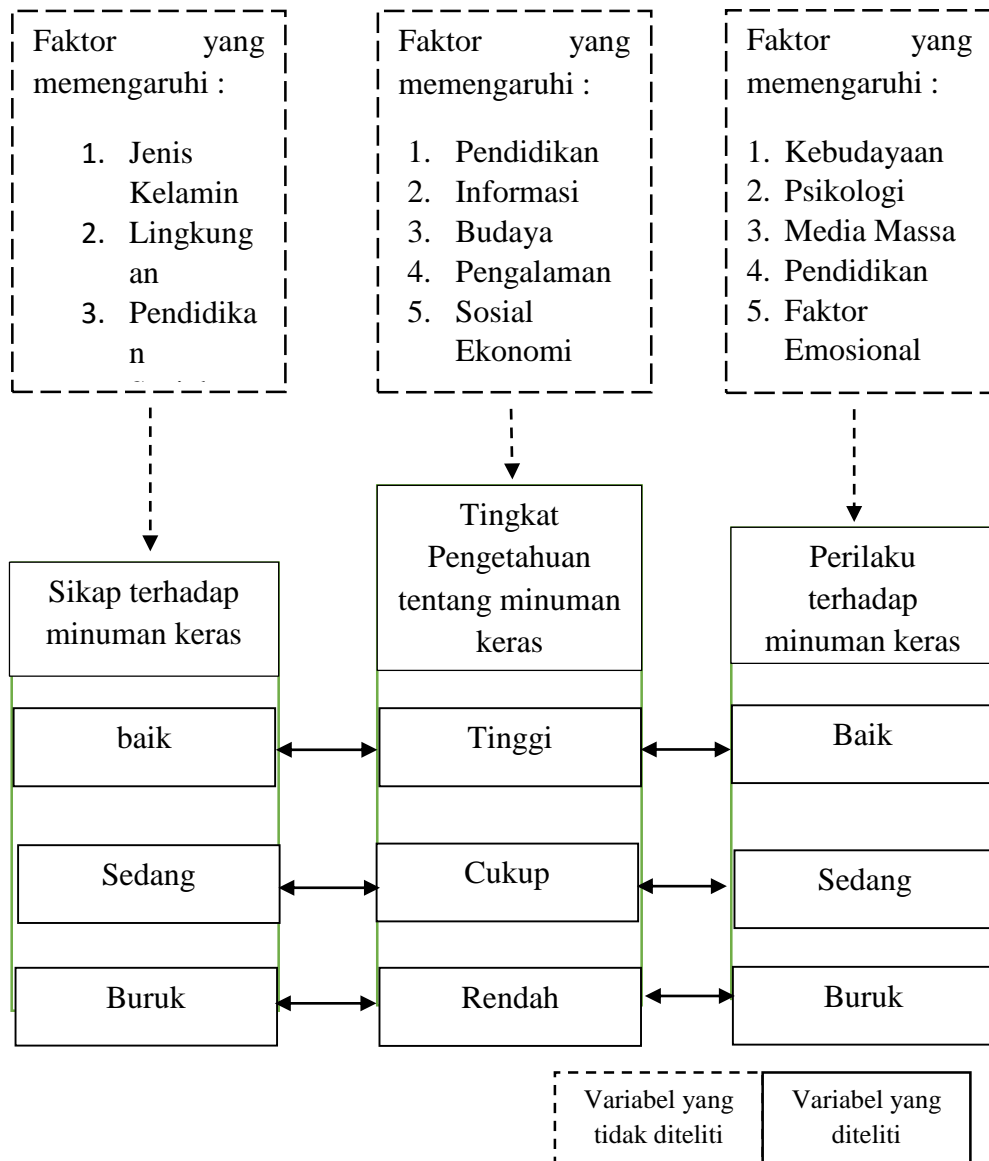 Faktor yang
memengaruhi :
1. Jenis
Kelamin
2. Lingkung
an
3. Pendidika
n
Faktor yang
memengaruhi :
1. Pendidikan
2. Informasi
3. Budaya
4. Pengalaman
5. Sosial
Ekonomi
Faktor yang
memengaruhi :
1. Kebudayaan
2. Psikologi
3. Media Massa
4. Pendidikan
5. Faktor
Emosional
Sikap terhadap
minuman keras
Tingkat
Pengetahuan
tentang minuman
keras
Perilaku
terhadap
minuman keras
baik
Tinggi
Baik
Sedang
Cukup
Sedang
Buruk
Rendah
Buruk
Variabel yang
tidak diteliti
Variabel yang
diteliti